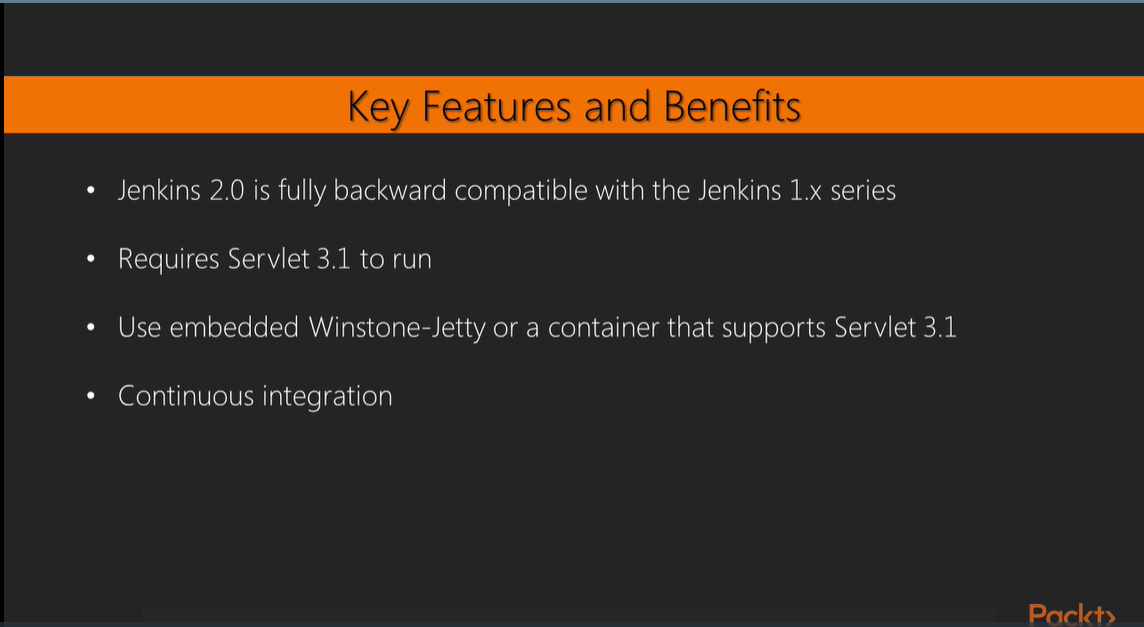 Key Features and Benefits
• Jenkins 2.0 is fully backward compatible with the Jenkins 1.x series
• Requires Servlet 3.1 to run
• Use embedded Winstone-Jetty or a container that supports Servlet 3.1
• Continuous integration
Packt>